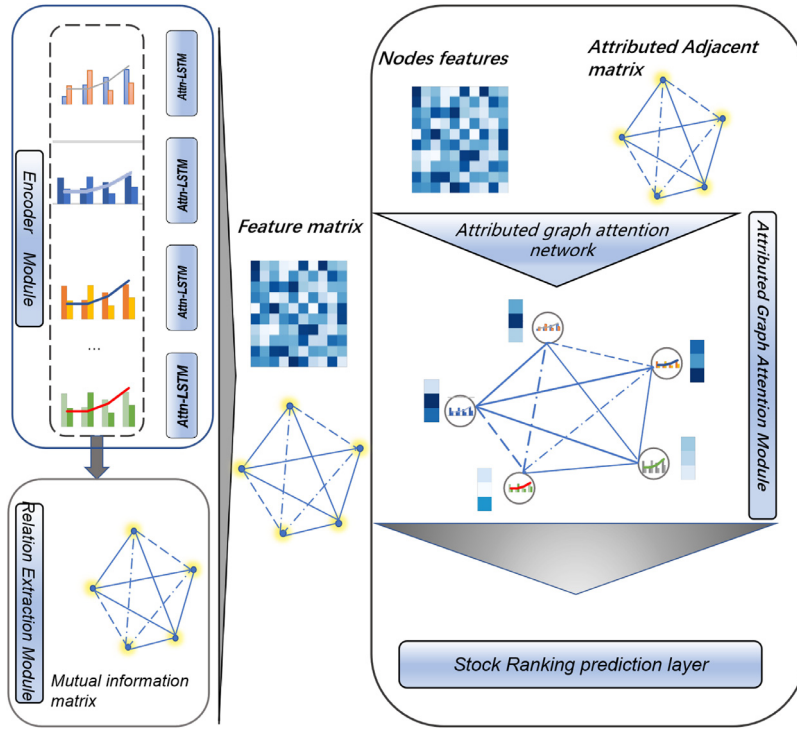 Encoder Module
Attn-LSTM
Attn-LSTM
Attn-LSTM
...
Attn-LSTM
Relation Extraction Module
Mutual information
matrix
Feature matrix
Nodes features
Attributed Adjacent
matrix
Attributed graph attention
network
Attributed Graph Attention Module
Stock Ranking prediction layer